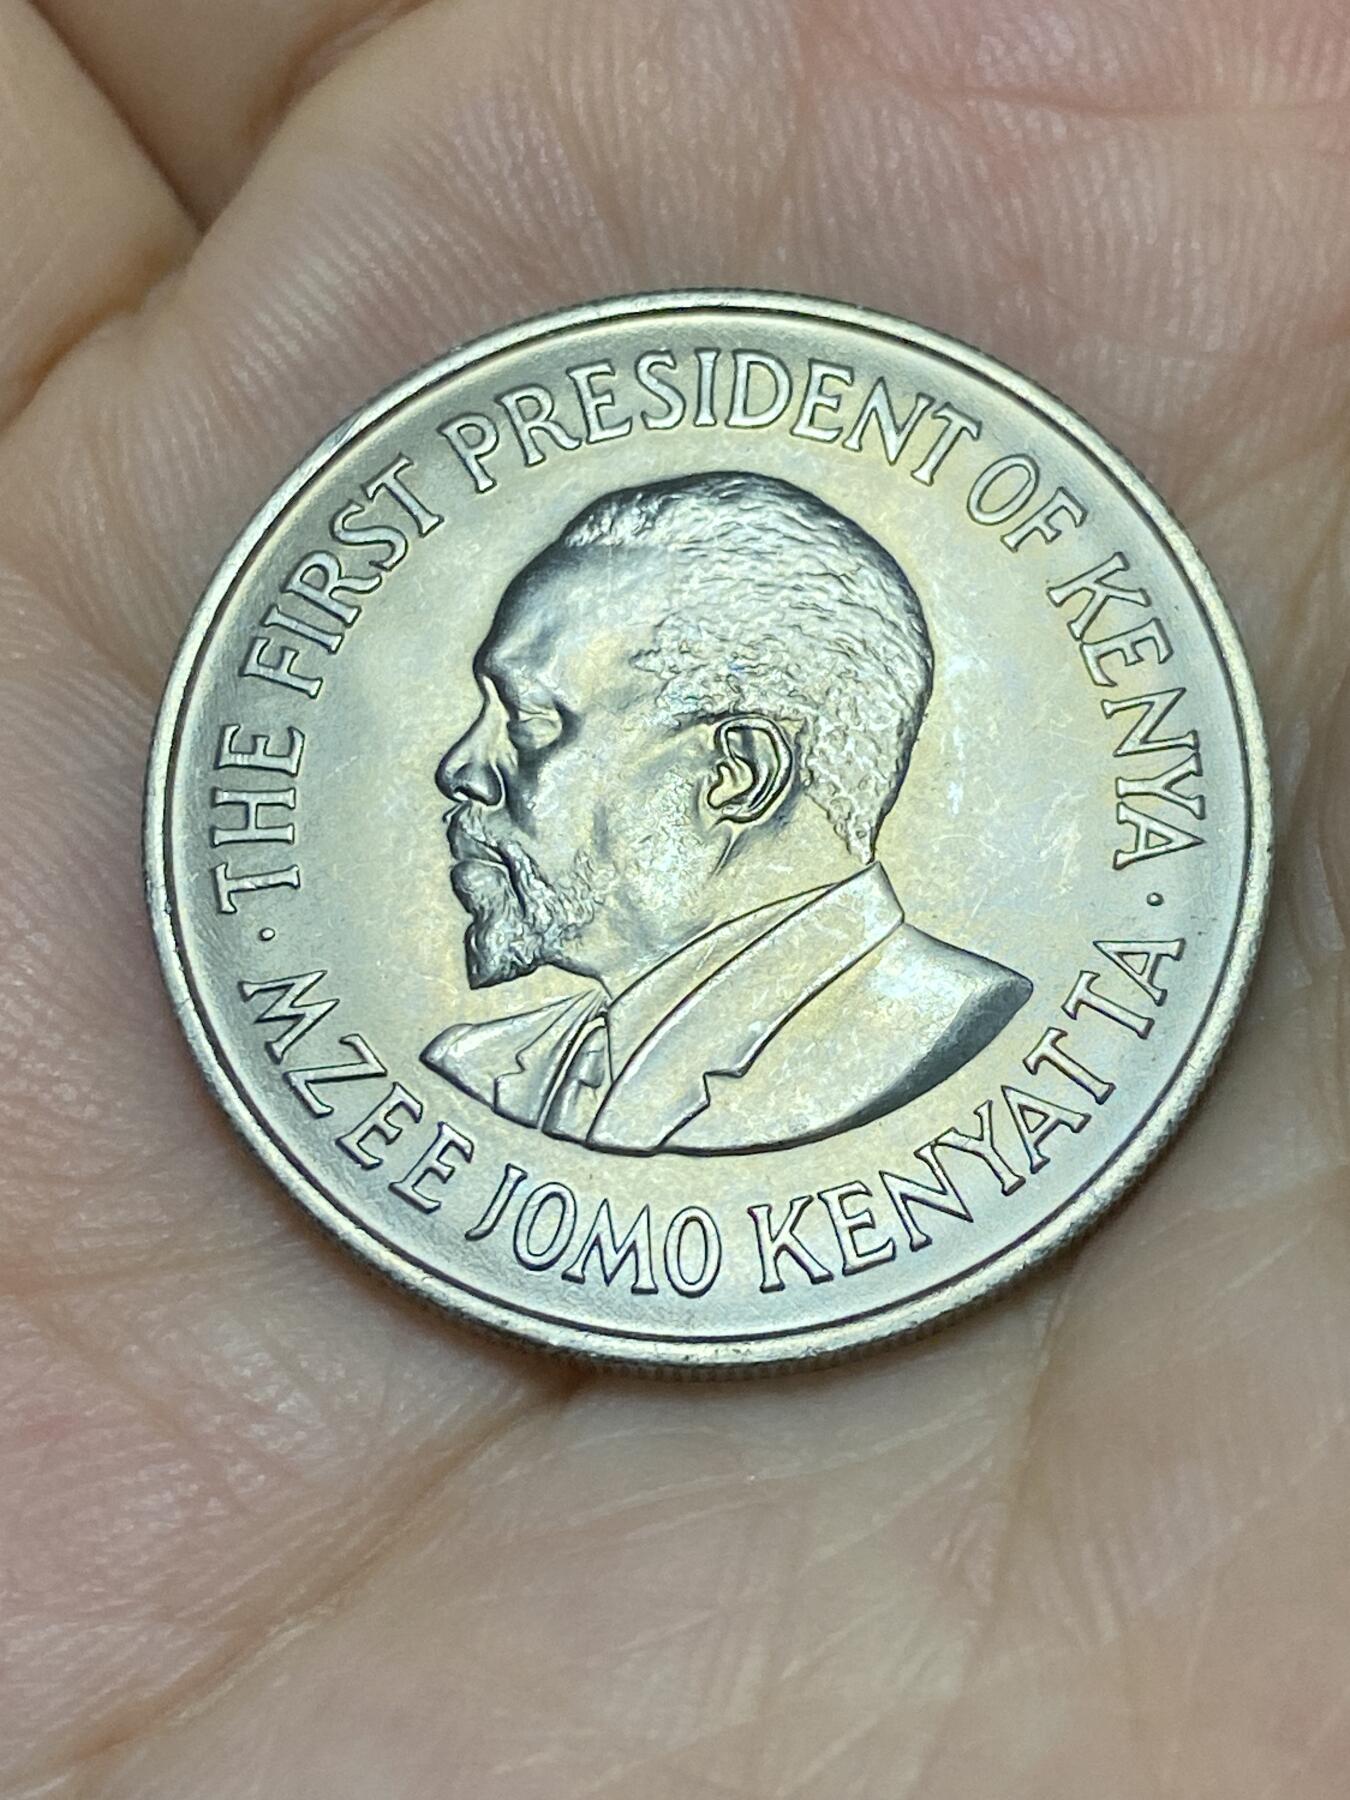 · THE FIRST PRESIDENT OF KENYA ·
MZEE JOMO KENYATTA